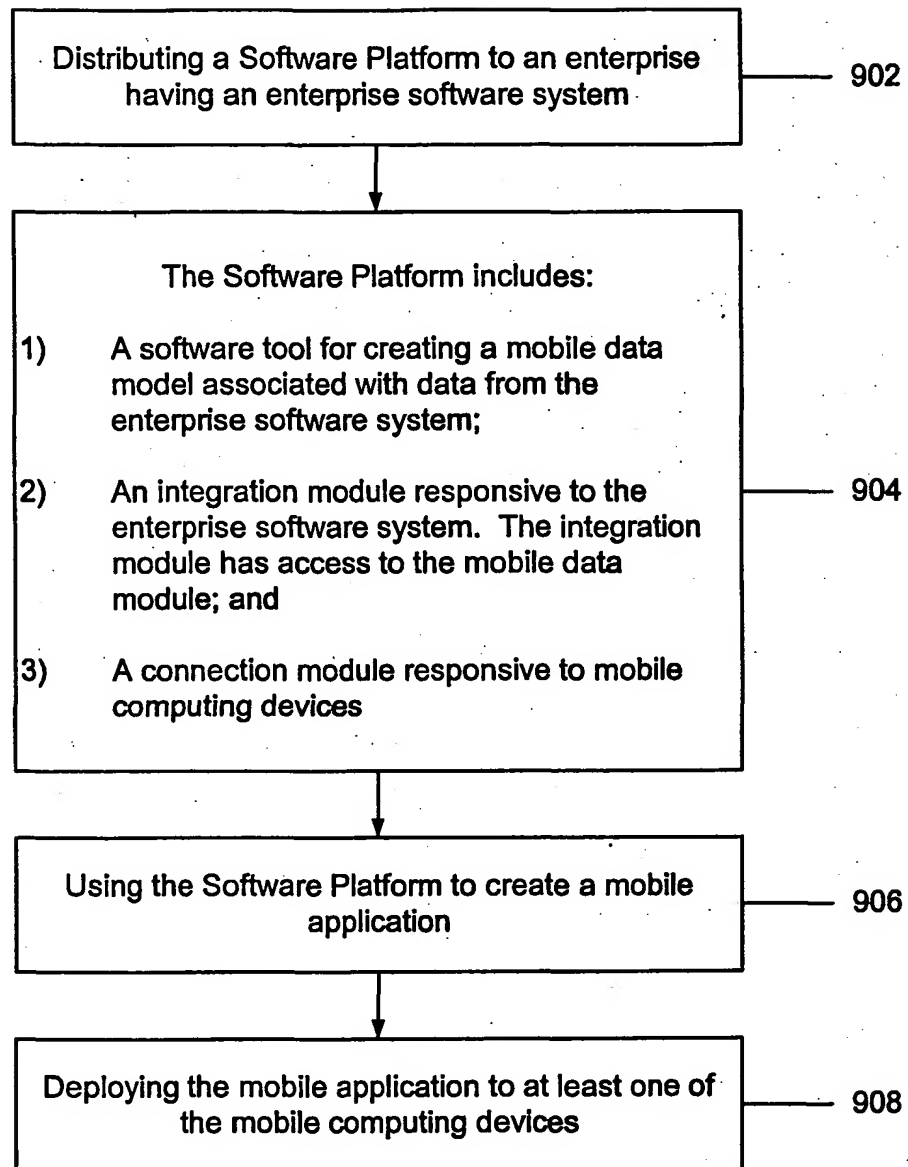 Distributing a Software Platform to an enterprise
having an enterprise software system
902
The Software Platform includes:
1) A software tool for creating a mobile data
model associated with data from the
enterprise software system;
2) An integration module responsive to the
enterprise software system. The integration
module has access to the mobile data
module; and
3) A connection module responsive to mobile
computing devices
904
Using the Software Platform to create a mobile
application
906
Deploying the mobile application to at least one of
the mobile computing devices
908